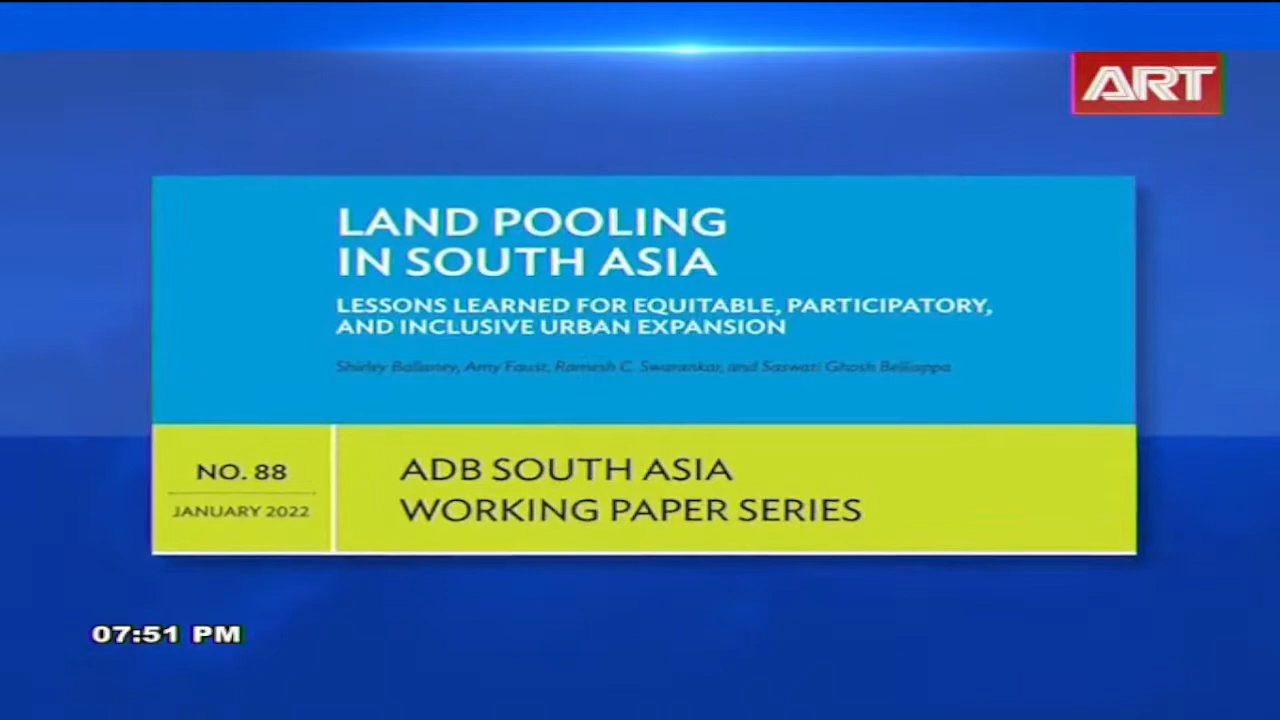 ART
LAND POOLING
IN SOUTH ASIA
LESSONS LEARNED FOR EQUITABLE, PARTICIPATORY,
AND INCLUSIVE URBAN EXPANSION
Shirley Ballaney, Amy Faust, Ramesh C. Swarankar, and Saswati Ghosh Belliappa
NO. 88
JANUARY 2022
ADB SOUTH ASIA
WORKING PAPER SERIES
07:51 PM